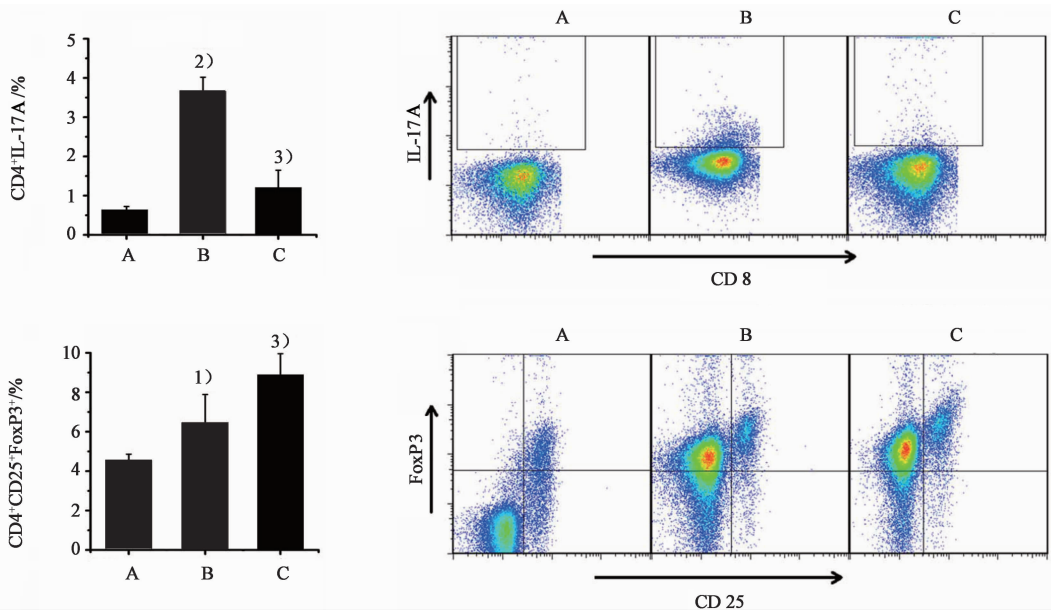 CD4⁺IL-17A/%
5
4
3
2
1
0
2)
3)
A
B
C
A
B
C
IL-17A
CD 8
CD4⁺CD25⁺FoxP3⁺/%
10
8
6
4
2
0
1)
3)
A
B
C
A
B
C
FoxP3
CD 25